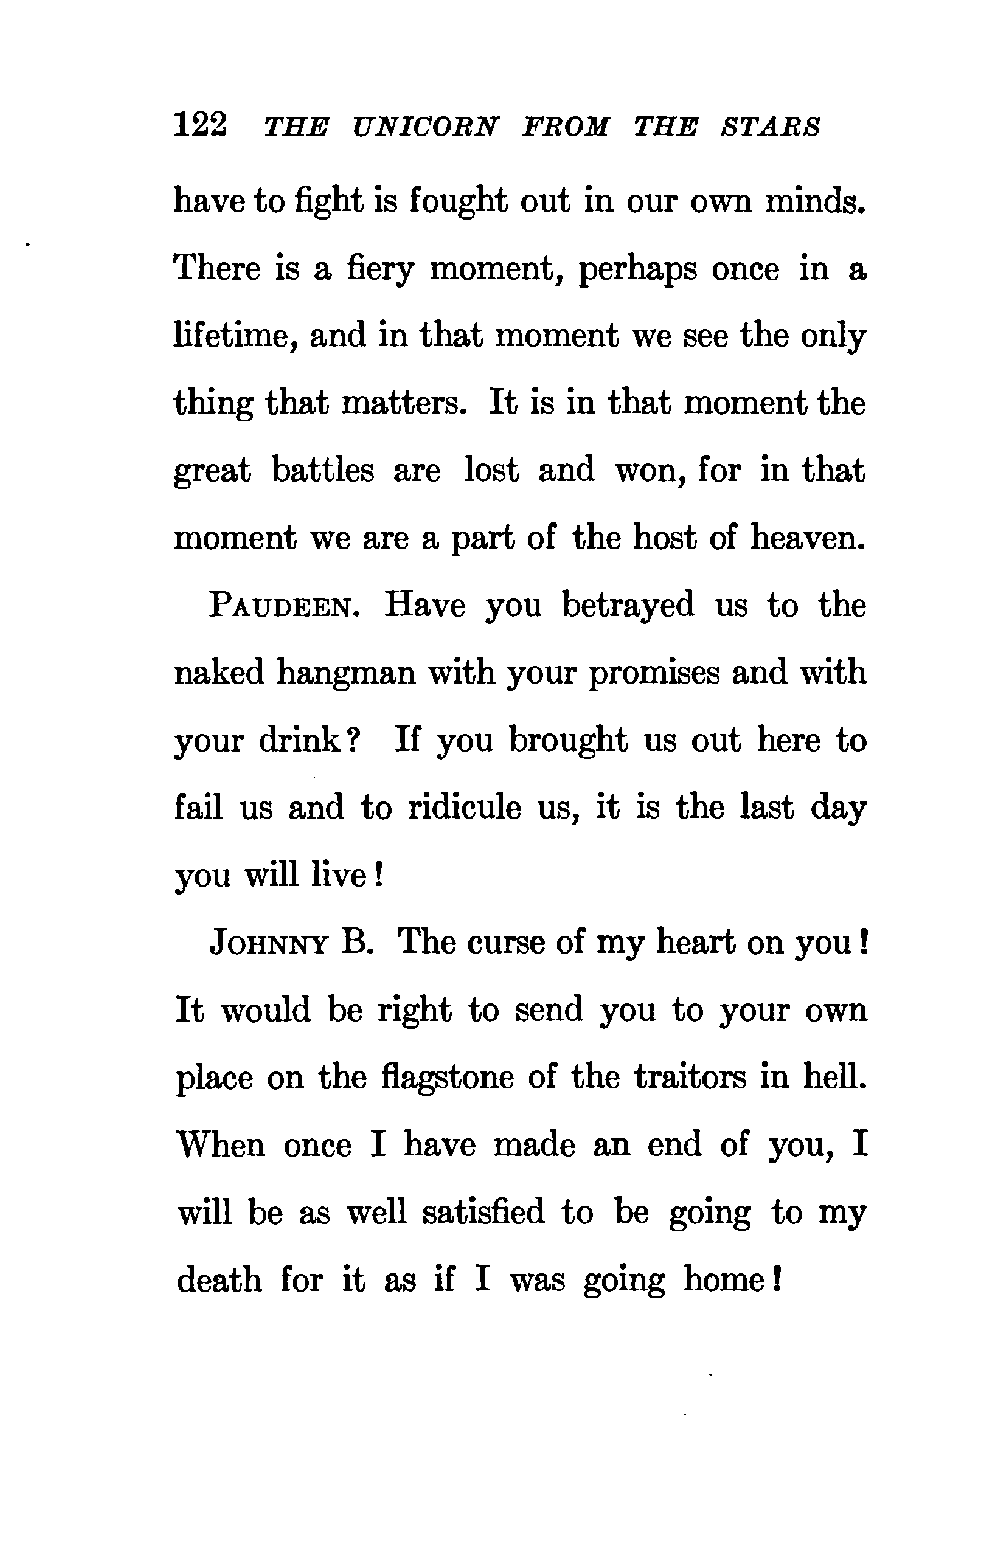 122 THE UNICORN FROM THE STARS
have to fight is fought out in our own minds.
There is a fiery moment, perhaps once in a
lifetime, and in that moment we see the only
thing that matters. It is in that moment the
great battles are lost and won, for in that
moment we are a part of the host of heaven.
PAUDEEN. Have you betrayed us to the
naked hangman with your promises and with
your drink? If you brought us out here to
fail us and to ridicule us, it is the last day
you will live!
JOHNNY B. The curse of my heart on you!
It would be right to send you to your own
place on the flagstone of the traitors in hell.
When once I have made an end of you, I
will be as well satisfied to be going to my
death for it as if I was going home!